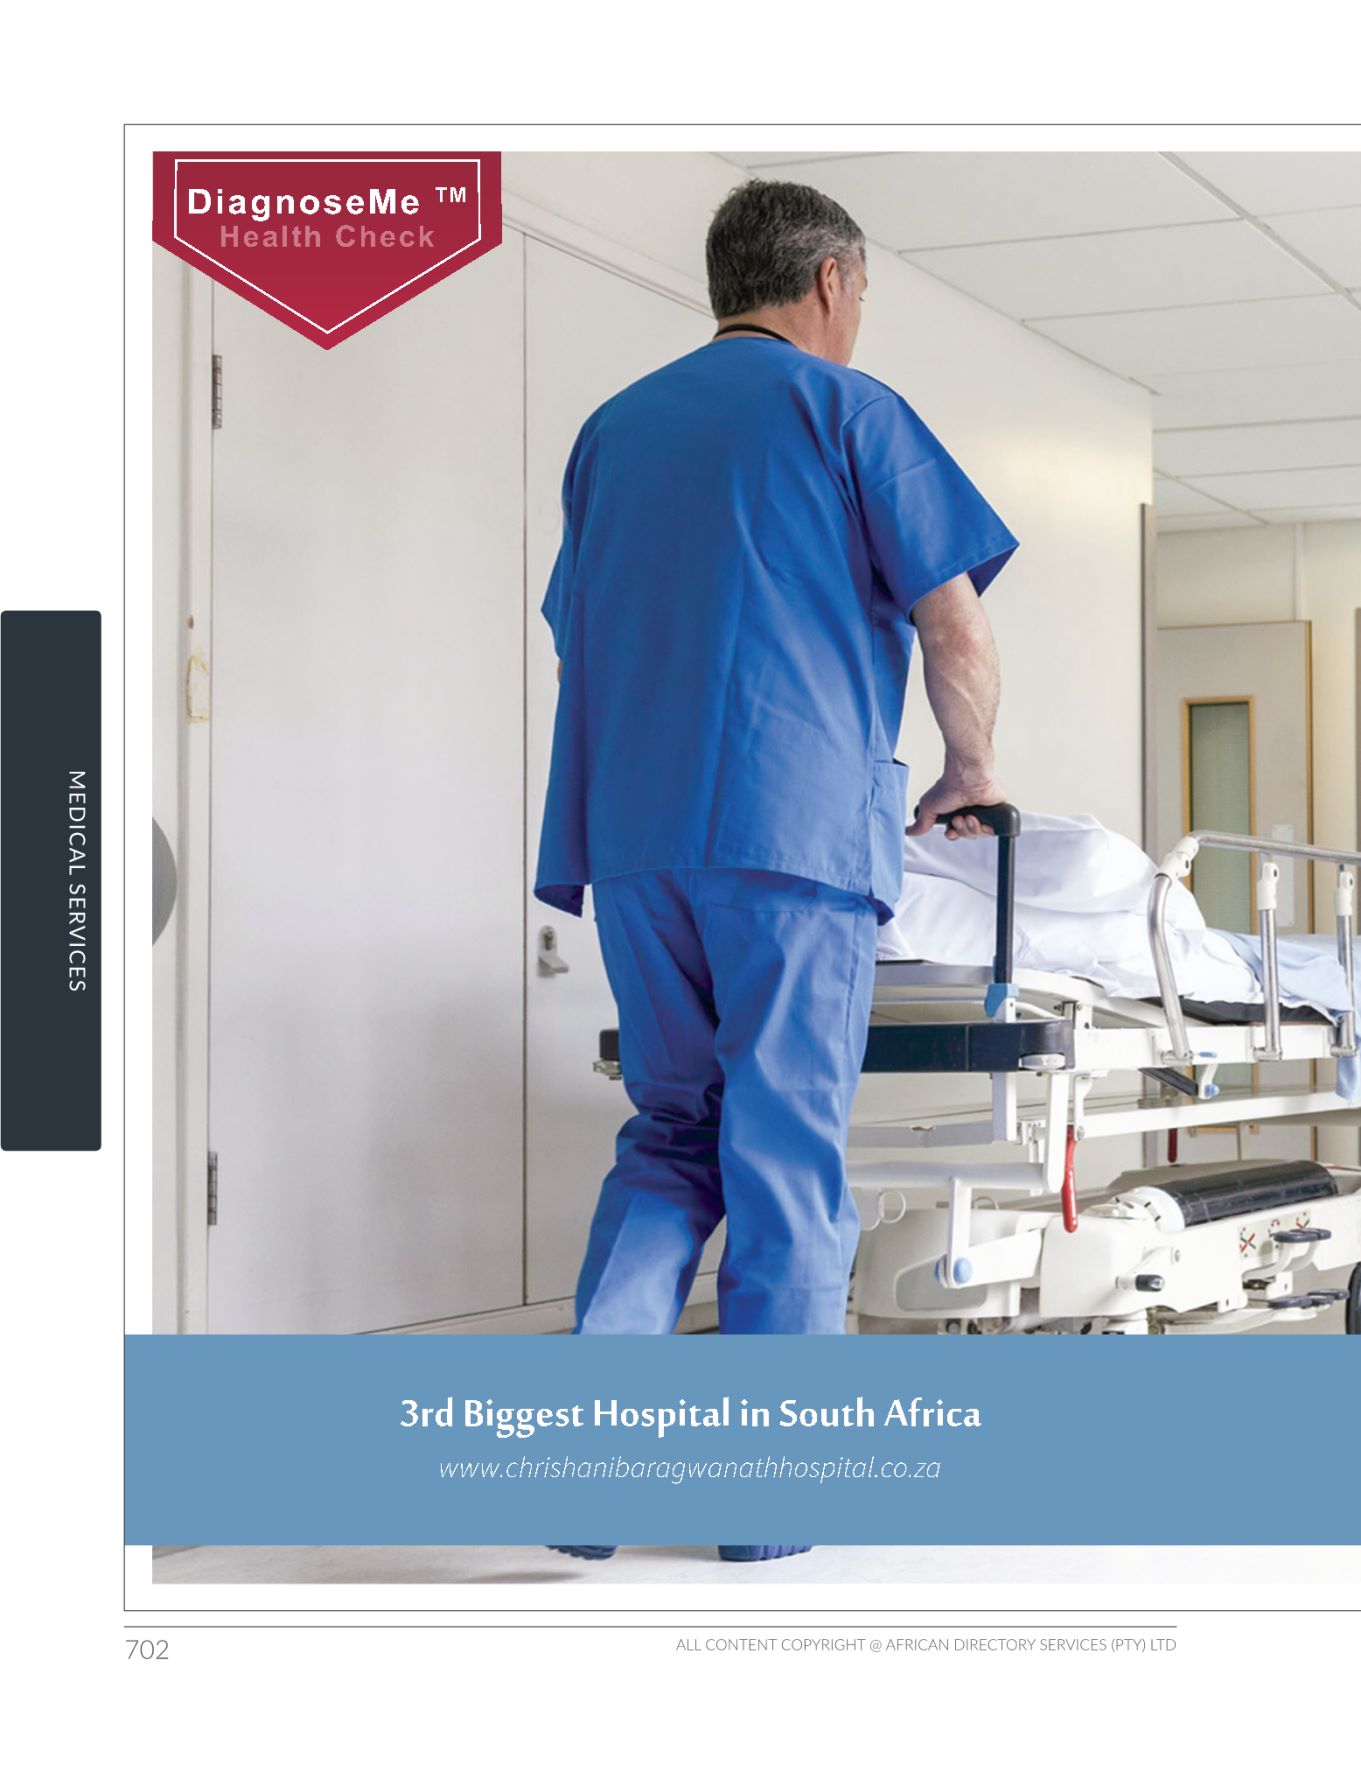 DiagnoseMe ™
Health Check
MEDICAL SERVICES
3rd Biggest Hospital in South Africa
www.chrishanibaragwanathhospital.co.za
702
ALL CONTENT COPYRIGHT @ AFRICAN DIRECTORY SERVICES (PTY) LTD